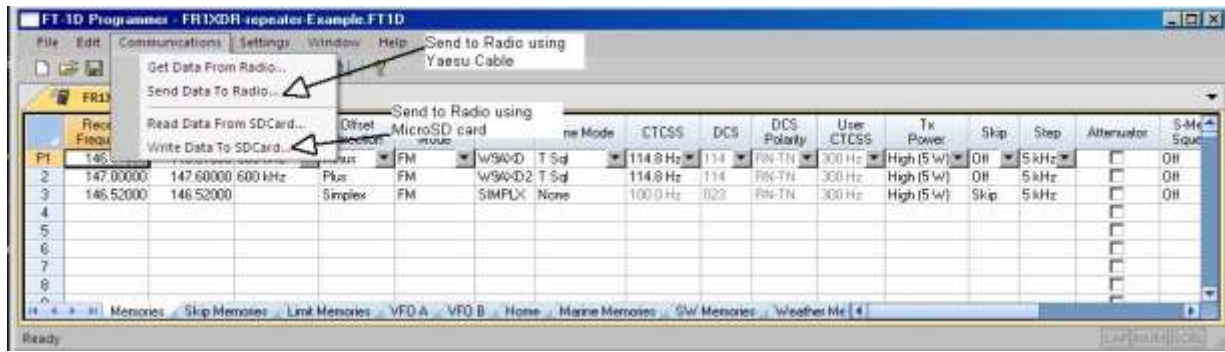 FT-1D Programmer - FR1XDR-repeater-Example.FT1D
File Edit Communications Settings Window Help
Send to Radio using
Yaesu Cable
Get Data From Radio...
Send Data To Radio...
Send to Radio using
MicroSD card
Read Data From SDCard...
Write Data To SDCard...
Offset Mode CTCSS DCS DCS Polarity User CTCSS Tx Power Skip Step Attenuator
P1 FM W9AXD T Sql 114.8 Hz 114 RN-TN 300 Hz High (5 W) Off 5 kHz Off
2 147.00000 147.60000 600 kHz Plus FM W9AXD2 T Sql 114.8 Hz 114 RN-TN 300 Hz High (5 W) Off 5 kHz Off
3 146.52000 146.52000 Simplex FM SIMPLX None 100.0 Hz 023 RN-TN 300 Hz High (5 W) Skip 5 kHz Off
4
5
6
7
8
Memories Skip Memories Limit Memories VFO A VFO B Home Marine Memories SW Memories Weather Me
Ready
CAP NUM SCRL